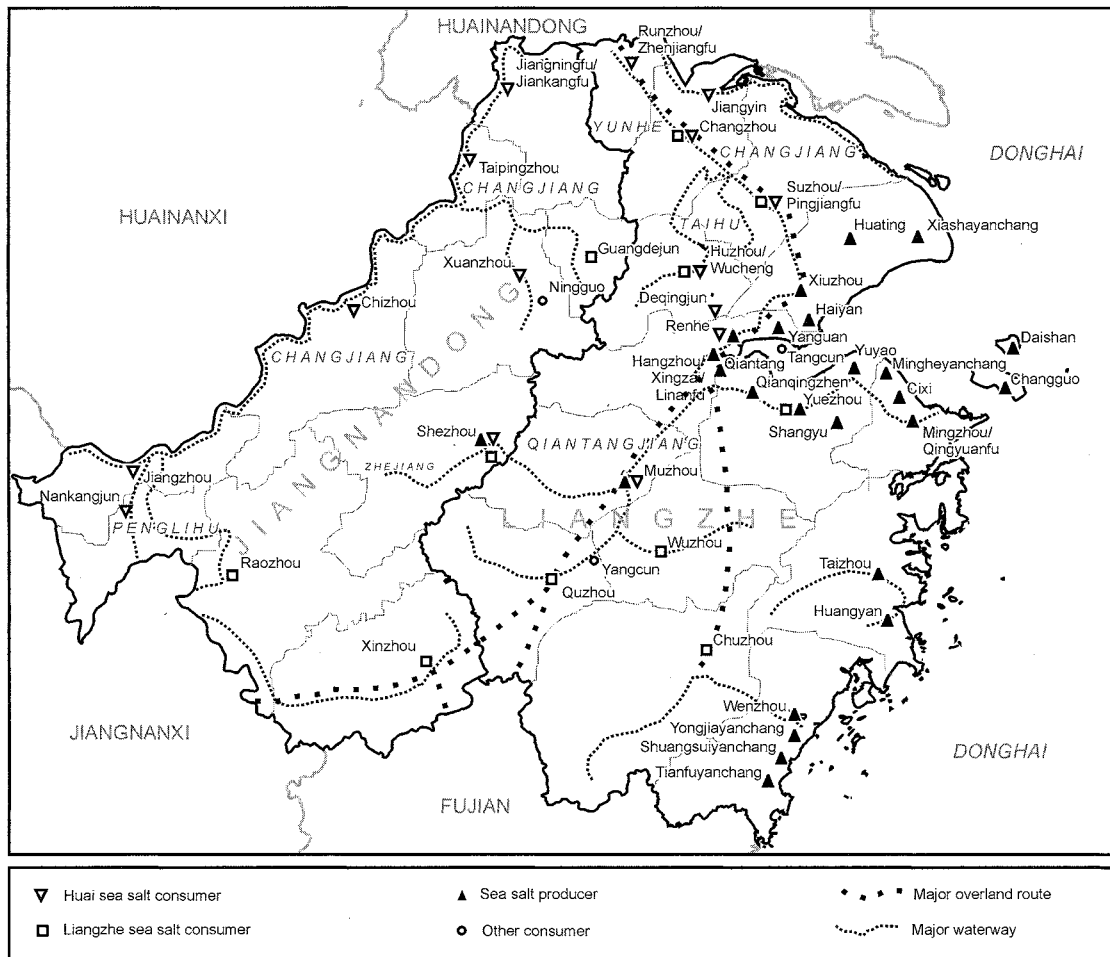 HUAINANDONG
Runzhou/
Zhenjiangfu
Jiangningfu/
Jiankangfu
Jiangyin
YUNHE
Changzhou
CHANGJIANG
DONGHAI
Taipingzhou
CHANGJIANG
Suzhou/
Pingjiangfu
HUAINANXI
TAIHU
Huating
Xiashayanchang
Guangdejun
Huzhou/
Wucheng
Xuanzhou
Ningguo
Deqingjun
Xiuzhou
Chizhou
Haiyan
Renhe
Yanguan
Daishan
CHANGJIANG
JIANGNANDONG
Hangzhou/
Xingzai/
Linanfu
Qiantang
Tangcun
Yuyao
Mingheyanchang
Changguo
Qianqingzhen
Cixi
Yuezhou
Shangyu
Mingzhou/
Qingyuanfu
Shezhou
QIANTANGJIANG
ZHEJIANG
Jiangzhou
Muzhou
Nankangjun
PENGLIHU
LIANGZHE
Wuzhou
Raozhou
Yangcun
Quzhou
Taizhou
Huangyan
Xinzhou
Chuzhou
Wenzhou
Yongjiayanchang
JIANGNANXI
Shuangsuiyanchang
DONGHAI
Tianfuyanchang
FUJIAN
Huai sea salt consumer
Sea salt producer
Major overland route
Liangzhe sea salt consumer
Other consumer
Major waterway